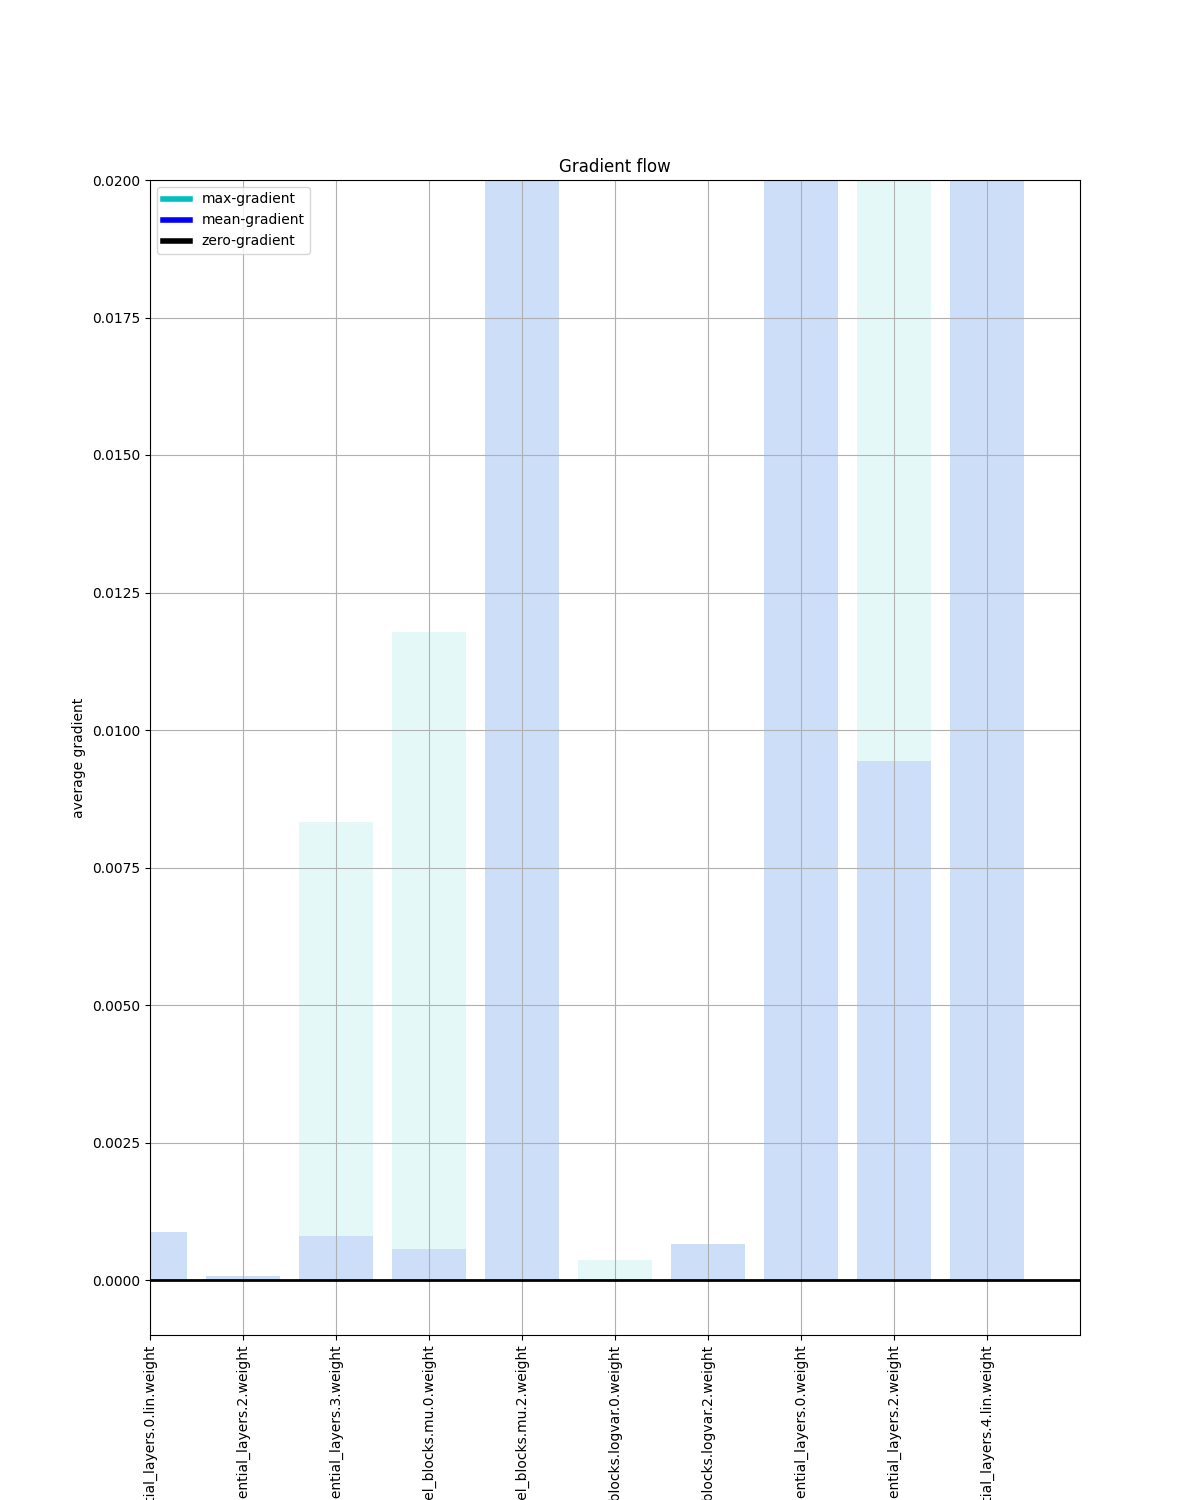 Gradient flow
max-gradient
mean-gradient
zero-gradient
0.0200
0.0175
0.0150
0.0125
0.0100
0.0075
0.0050
0.0025
0.0000
average gradient
tial_layers.0.lin.weight
ential_layers.2.weight
ential_layers.3.weight
el_blocks.mu.0.weight
el_blocks.mu.2.weight
blocks.logvar.0.weight
blocks.logvar.2.weight
ential_layers.0.weight
ential_layers.2.weight
tial_layers.4.lin.weight